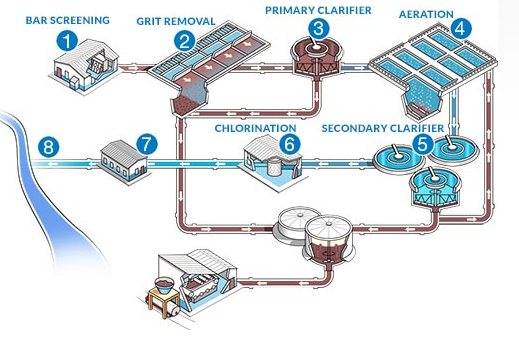 BAR SCREENING
1
GRIT REMOVAL
2
PRIMARY CLARIFIER
3
AERATION
4
SECONDARY CLARIFIER
5
CHLORINATION
6
7
8